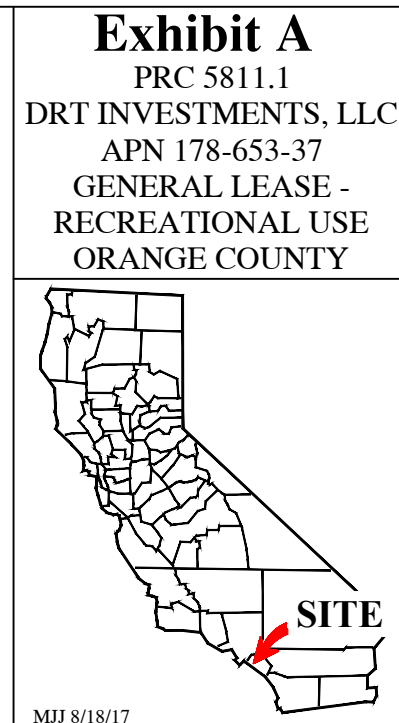 Exhibit A
PRC 5811.1
DRT INVESTMENTS, LLC
APN 178-653-37
GENERAL LEASE -
RECREATIONAL USE
ORANGE COUNTY
SITE
MJJ 8/18/17